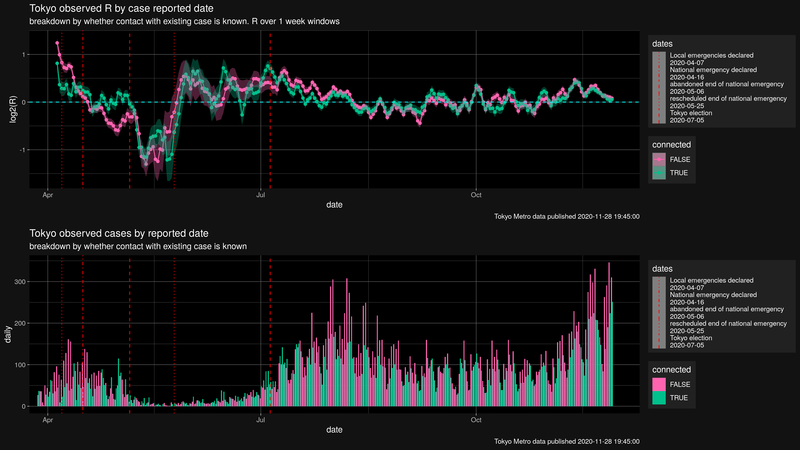 Tokyo observed R by case reported date
breakdown by whether contact with existing case is known. R over 1 week windows
log2(R)
1
0
-1
Apr
Jul
Oct
date
dates
Local emergencies declared
2020-04-07
National emergency declared
2020-04-16
abandoned end of national emergency
2020-05-06
rescheduled end of national emergency
2020-05-25
Tokyo election
2020-07-05
connected
FALSE
TRUE
Tokyo Metro data published 2020-11-28 19:45:00
Tokyo observed cases by reported date
breakdown by whether contact with existing case is known
daily
300
200
100
0
Apr
Jul
Oct
date
dates
Local emergencies declared
2020-04-07
National emergency declared
2020-04-16
abandoned end of national emergency
2020-05-06
rescheduled end of national emergency
2020-05-25
Tokyo election
2020-07-05
connected
FALSE
TRUE
Tokyo Metro data published 2020-11-28 19:45:00